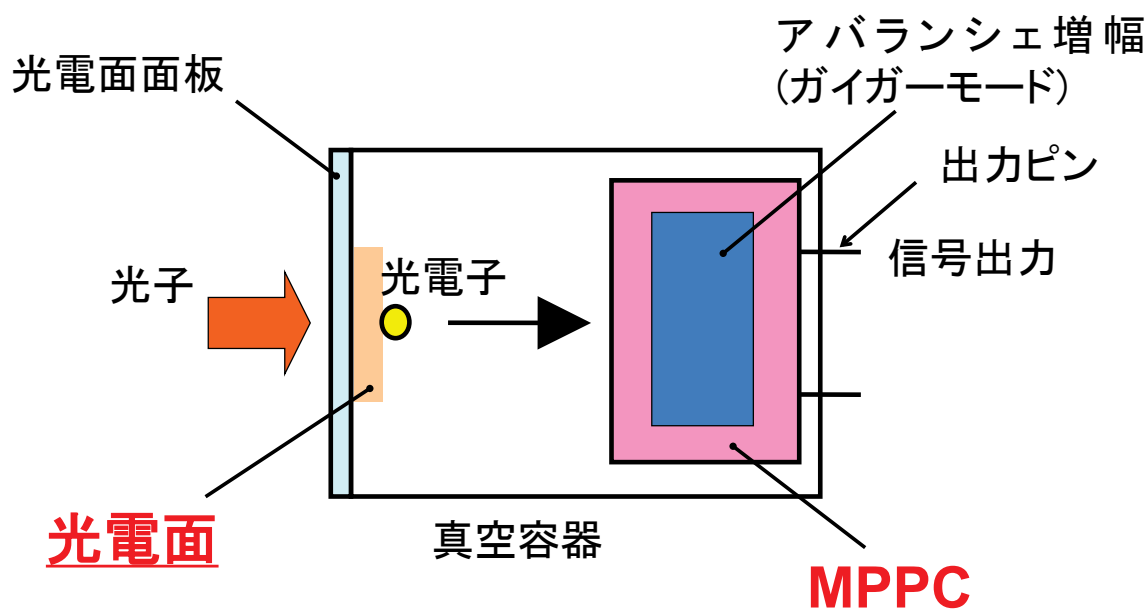 アバランシェ増幅
(ガイガーモード)
光電面面板
出力ピン
信号出力
光子
光電子
光電面
真空容器
MPPC